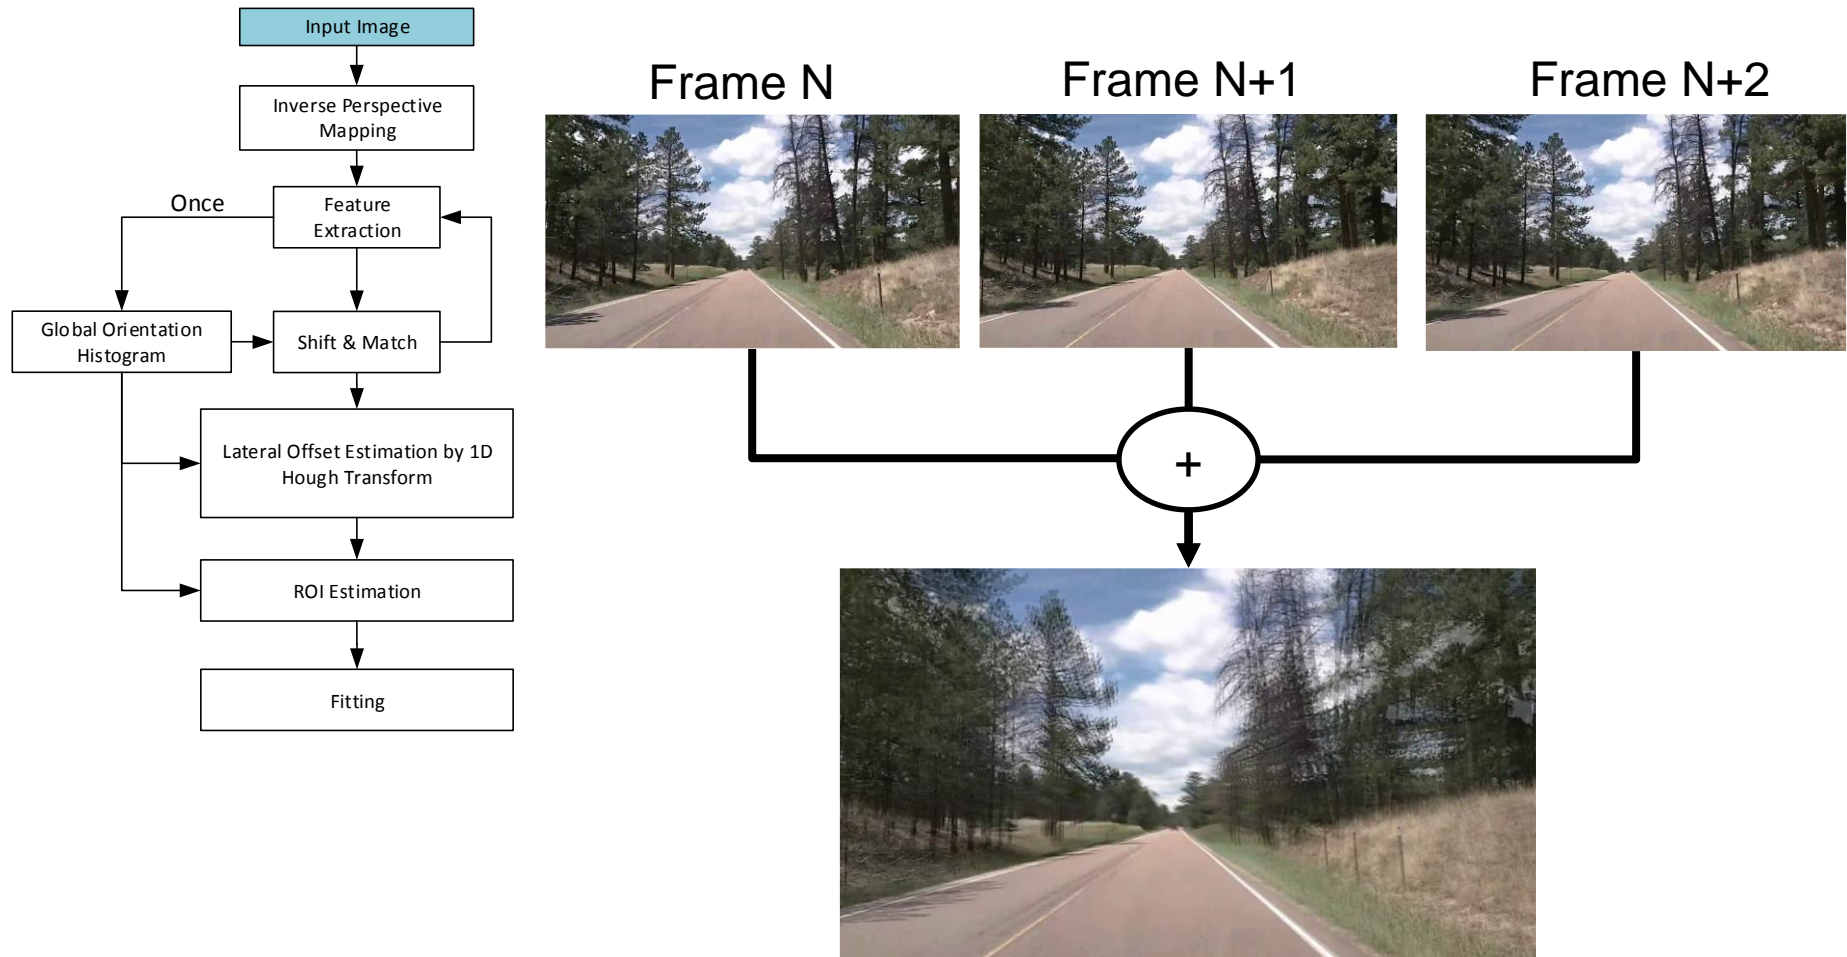 Input Image
Inverse Perspective
Mapping
Once
Feature
Extraction
Global Orientation
Histogram
Shift & Match
Lateral Offset Estimation by 1D
Hough Transform
ROI Estimation
Fitting
Frame N
Frame N+1
Frame N+2
+